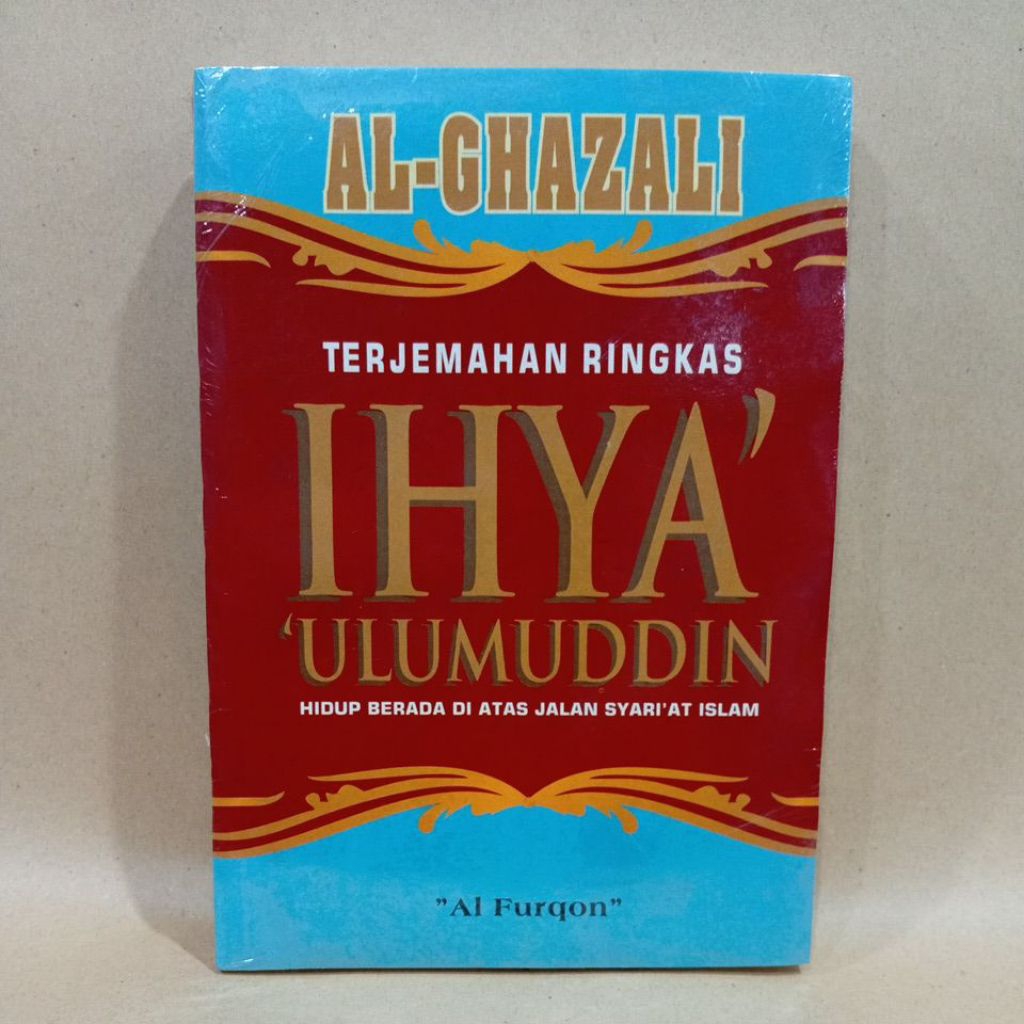 AL-GHAZALI
TERJEMAHAN RINGKAS
IHYA'
'ULUMUDDIN
HIDUP BERADA DI ATAS JALAN SYARI'AT ISLAM
"Al Furqon"